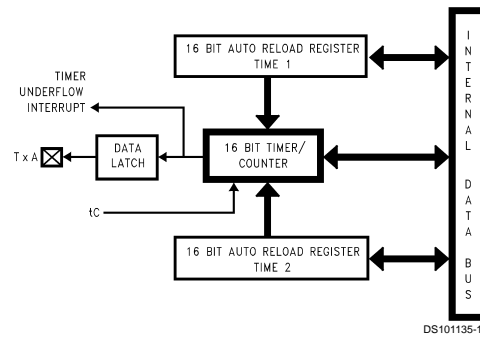 16 BIT AUTO RELOAD REGISTER
TIME 1
TIMER
UNDERFLOW
INTERRUPT
T x A
DATA
LATCH
16 BIT TIMER/
COUNTER
tC
16 BIT AUTO RELOAD REGISTER
TIME 2
INTERNAL DATA BUS
DS101135-1